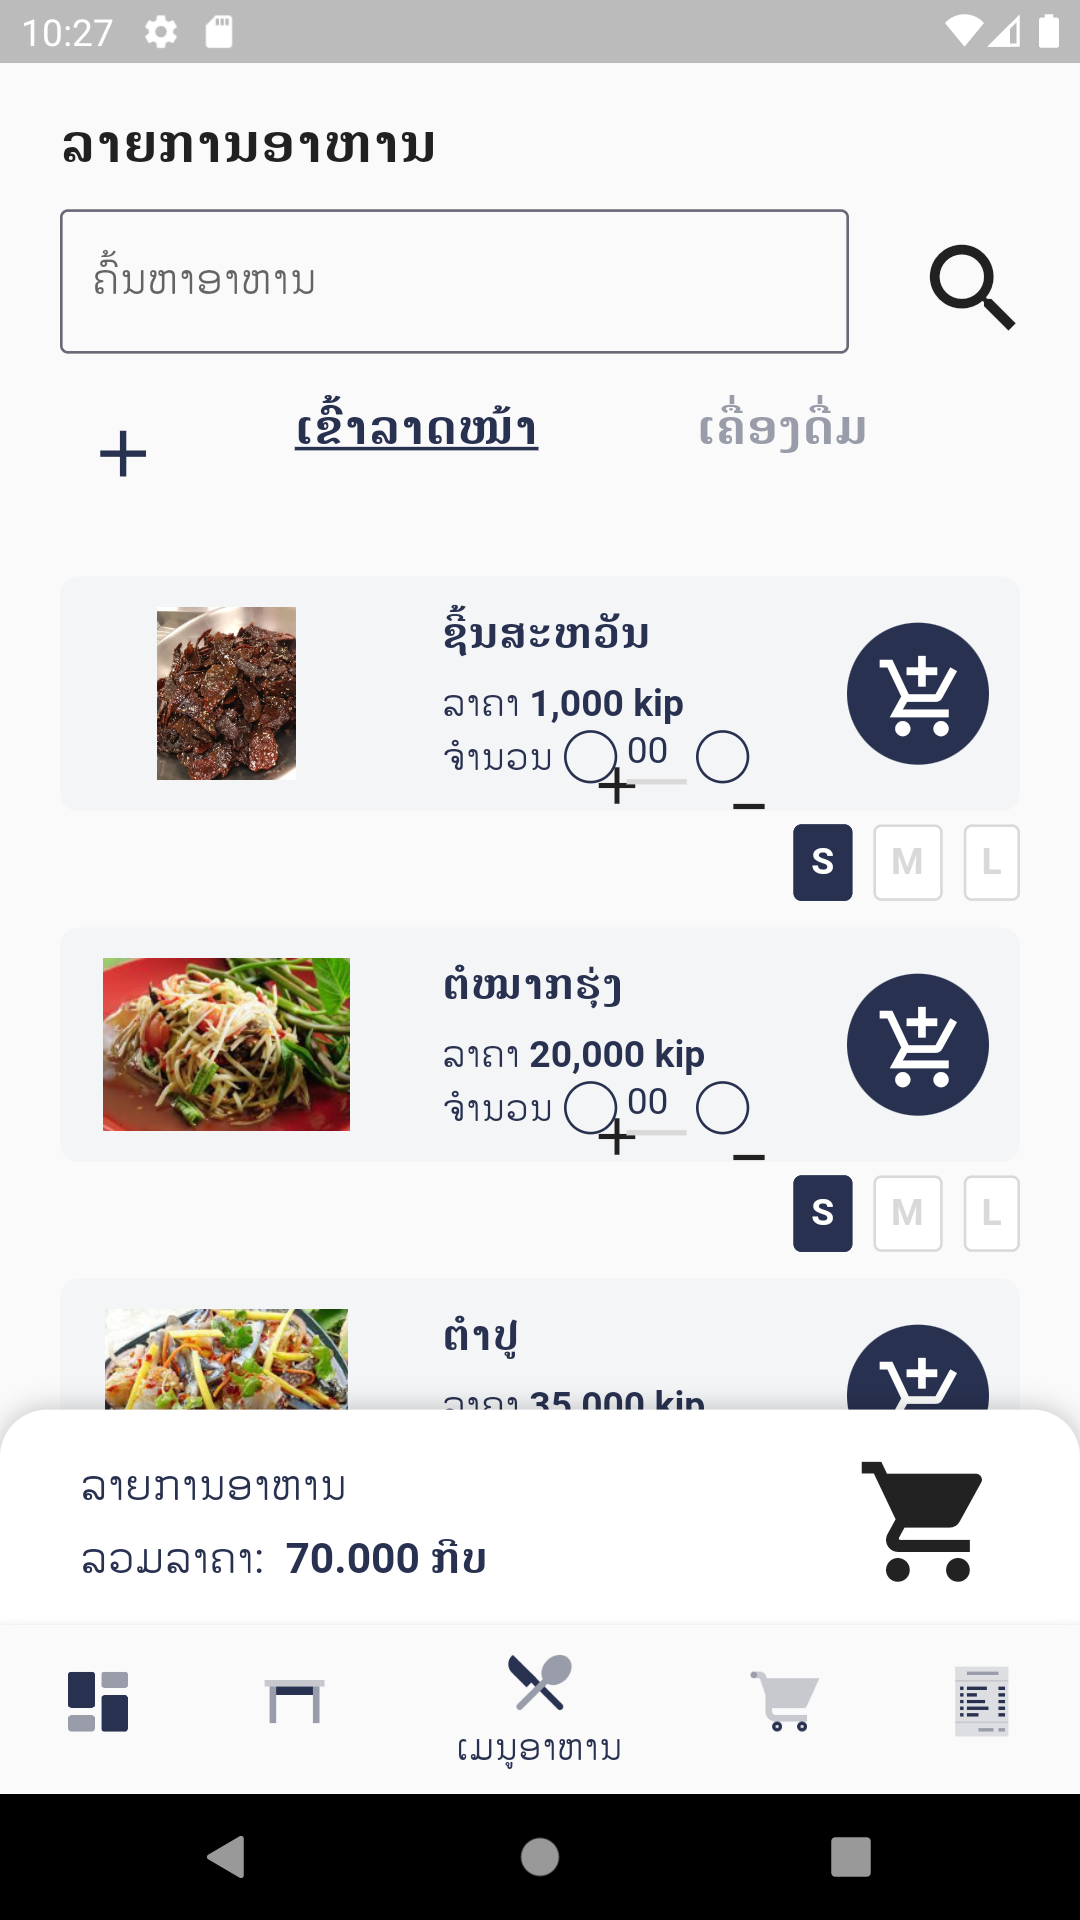 10:27
ລາຍການອາຫານ
ຄົ້ນຫາອາຫານ
+ ເຂົ້າລາດໜ້າ ເຄື່ອງດື່ມ
ຊີ້ນສະຫວັນ
ລາຄາ 1,000 kip
ຈຳນວນ + 00 −
S M L
ຕໍໝາກຮຸ່ງ
ລາຄາ 20,000 kip
ຈຳນວນ + 00 −
S M L
ຕຳປູ
ລາຄາ 35,000 kip
ລາຍການອາຫານ
ລວມລາຄາ: 70.000 ກີບ
ເມນູອາຫານ